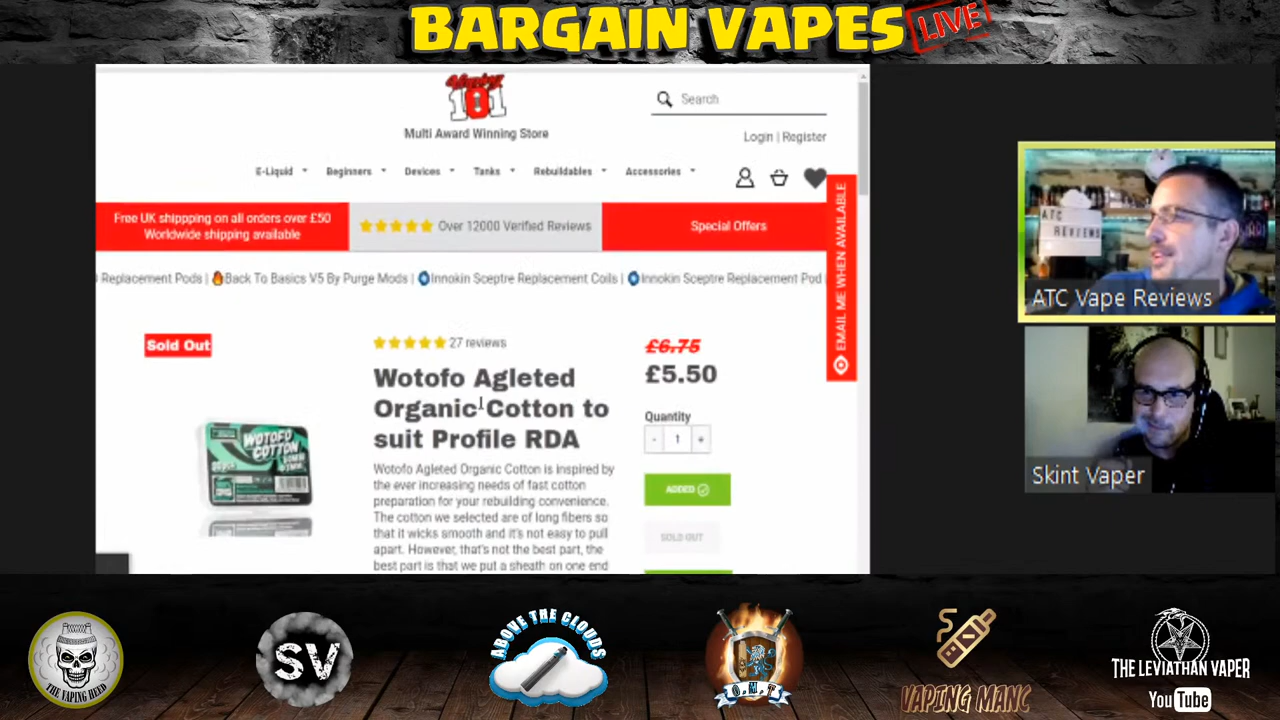 BARGAIN VAPES LIVE
Vaping
101
Multi Award Winning Store
Search
Login | Register
E-Liquid Beginners Devices Tanks Rebuildables Accessories
Free UK shippping on all orders over £50
Worldwide shipping available
Over 12000 Verified Reviews
Special Offers
EMAIL ME WHEN AVAILABLE
Replacement Pods | Back To Basics V5 By Purge Mods | Innokin Sceptre Replacement Coils | Innokin Sceptre Replacement Pod
Sold Out
27 reviews
£6.75
£5.50
Wotofo Agleted
Organic Cotton to
suit Profile RDA
Quantity
- 1 +
ADDED
SOLD OUT
WOTOFO
COTTON
Wotofo Agleted Organic Cotton is inspired by
the ever increasing needs of fast cotton
preparation for your rebuilding convenience.
The cotton we selected are of long fibers so
that it wicks smooth and it's not easy to pull
apart. However, that's not the best part, the
best part is that we put a sheath on one end
ATC
REVIEWS
ATC Vape Reviews
Skint Vaper
THE VAPING HEED
SV
ABOVE THE CLOUDS
O.M.T
VAPING MANC
THE LEVIATHAN VAPER
YouTube